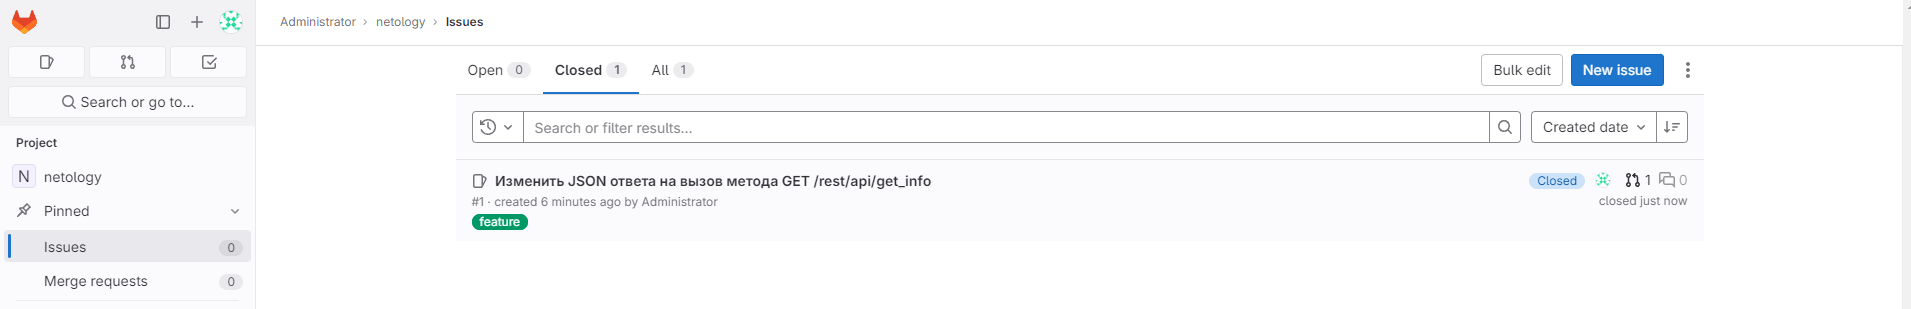 Administrator › netology › Issues
Open 0 Closed 1 All 1
Bulk edit
New issue
Search or go to...
Search or filter results...
Created date
Project
N netology
Pinned
Issues 0
Merge requests 0
Изменить JSON ответа на вызов метода GET /rest/api/get_info
Closed 1 0
#1 · created 6 minutes ago by Administrator
closed just now
feature